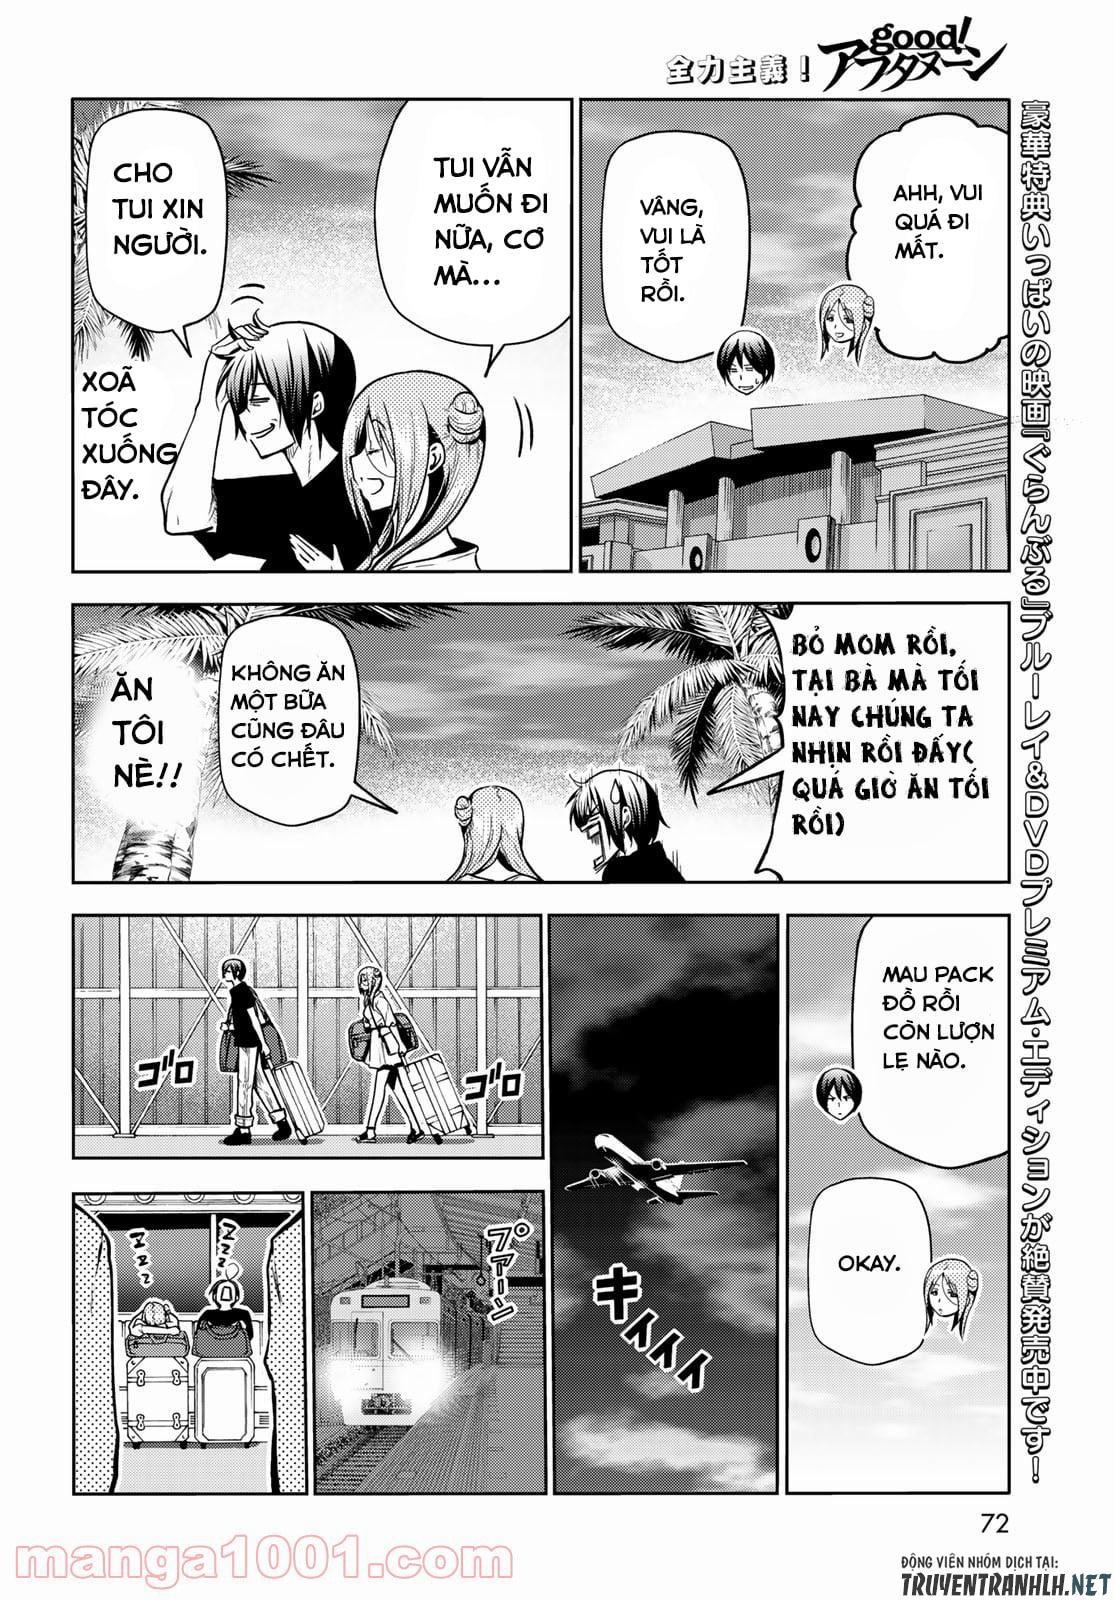 全力主義!
good!
アフタヌーン
AHH, VUI
QUÁ ĐI
MẤT.
VÂNG,
VUI LÀ
TỐT
RỒI.
TUI VẪN
MUỐN ĐI
NỮA, CƠ
MÀ...
CHO
TUI XIN
NGƯỜI.
XOÃ
TÓC
XUỐNG
ĐÂY.
BỎ MOM RỒI,
TẠI BÀ MÀ TỐI
NAY CHÚNG TA
NHỊN RỒI ĐẤY(
QUÁ GIỜ ĂN TỐI
RỒI)
KHÔNG ĂN
MỘT BỮA
CŨNG ĐÂU
CÓ CHẾT.
ĂN
TÔI
NÈ!!
MAU PACK
ĐỒ RỒI
CÒN LƯỢN
LẸ NÀO.
OKAY.
キィィィィ
ゴロ
ゴロ
プァーン
ZZZ
ZZZ
豪華特典いっぱいの映画『ぐらんぶる』ブルーレイ&DVDプレミアム・エディションが絶賛発売中です!
72
manga1001.com
ĐỘNG VIÊN NHÓM DỊCH TẠI:
TRUYENTRANHLH.NET